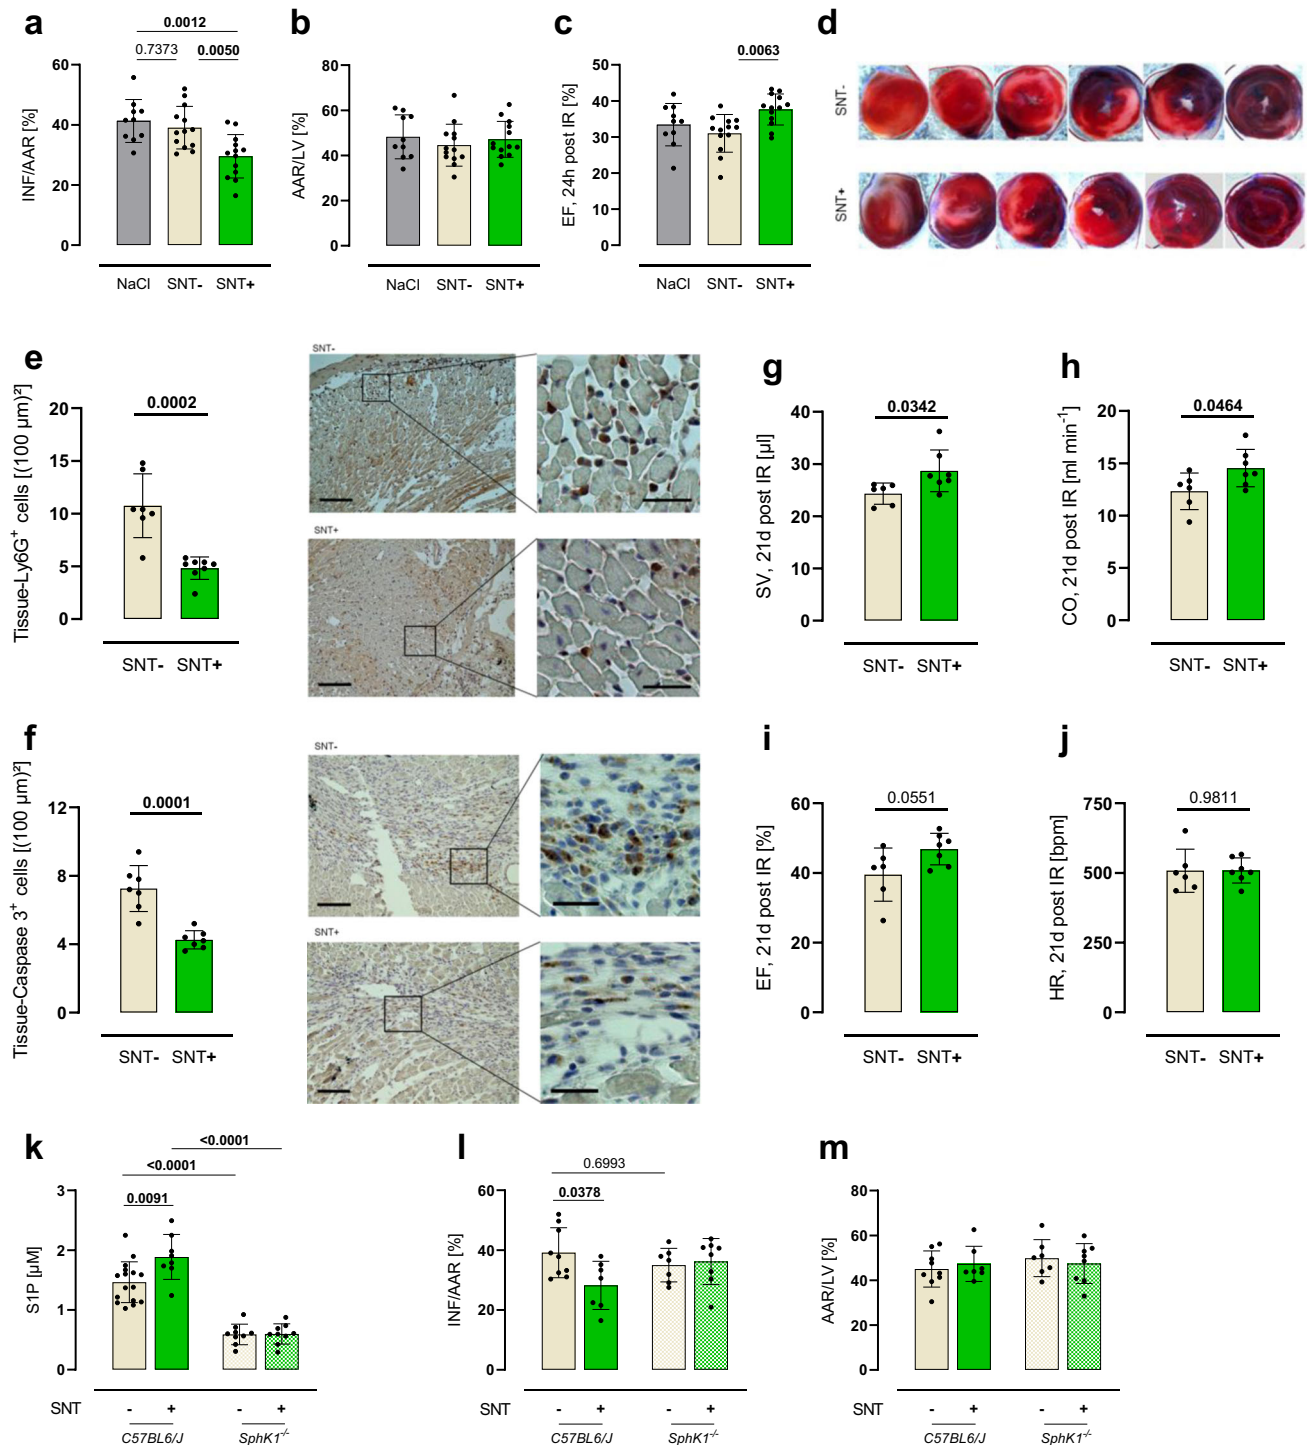 a
0.0012
0.7373
0.0050
INF/AAR [%]
60
40
20
0
NaCl SNT- SNT+
b
AAR/LV [%]
80
60
40
20
0
NaCl SNT- SNT+
c
0.0063
EF, 24h post IR [%]
50
40
30
20
10
0
NaCl SNT- SNT+
d
SNT-
SNT+
e
0.0002
Tissue-Ly6G⁺ cells [(100 µm)²]
20
15
10
5
0
SNT- SNT+
SNT-
SNT+
g
0.0342
SV, 21d post IR [µl]
40
30
20
10
0
SNT- SNT+
h
0.0464
CO, 21d post IR [ml min⁻¹]
20
15
10
5
0
SNT- SNT+
f
0.0001
Tissue-Caspase 3⁺ cells [(100 µm)²]
12
8
4
0
SNT- SNT+
SNT-
SNT+
i
0.0551
EF, 21d post IR [%]
60
40
20
0
SNT- SNT+
j
0.9811
HR, 21d post IR [bpm]
750
500
250
0
SNT- SNT+
k
<0.0001
<0.0001
0.0091
S1P [µM]
3
2
1
0
SNT - + - +
C57BL6/J SphK1⁻/⁻
l
0.6993
0.0378
INF/AAR [%]
60
40
20
0
SNT - + - +
C57BL6/J SphK1⁻/⁻
m
AAR/LV [%]
80
60
40
20
0
SNT - + - +
C57BL6/J SphK1⁻/⁻